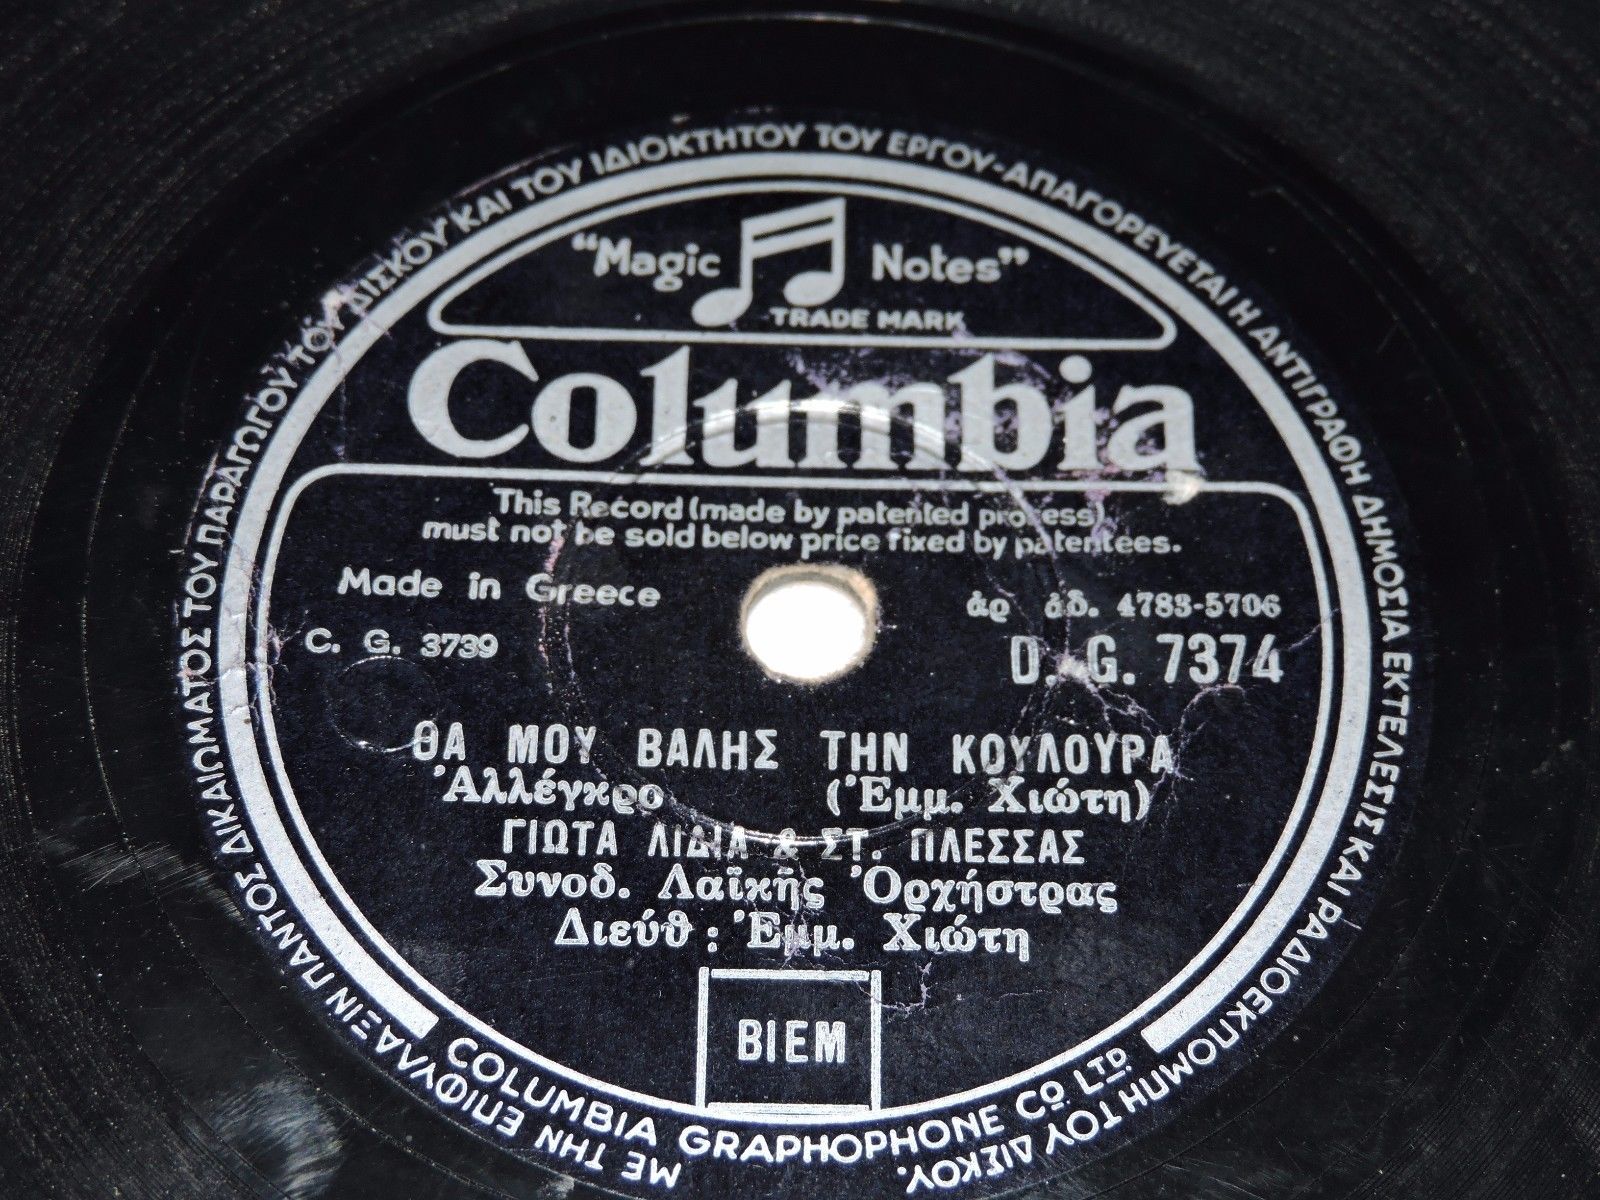 ΜΕ ΤΗΝ ΕΠΙΦΥΛΑΞΙΝ ΠΑΝΤΟΣ ΔΙΚΑΙΩΜΑΤΟΣ ΤΟΥ ΠΑΡΑΓΩΓΟΥ ΤΟΥ ΔΙΣΚΟΥ ΚΑΙ ΤΟΥ ΙΔΙΟΚΤΗΤΟΥ ΤΟΥ ΕΡΓΟΥ-ΑΠΑΓΟΡΕΥΕΤΑΙ Η ΑΝΤΙΓΡΑΦΗ ΔΗΜΟΣΙΑ ΕΚΤΕΛΕΣΙΣ ΚΑΙ ΡΑΔΙΟΕΚΠΟΜΠΗ ΤΟΥ ΔΙΣΚΟΥ.
"Magic Notes"
TRADE MARK
Columbia
This Record (made by patented process)
must not be sold below price fixed by patentees.
Made in Greece
ἀρ ἀδ. 4783-5706
C. G. 3739
D. G. 7374
ΘΑ ΜΟΥ ΒΑΛΗΣ ΤΗΝ ΚΟΥΛΟΥΡΑ
Ἀλλέγκρο (Ἐμμ. Χιώτη)
ΓΙΩΤΑ ΛΙΔΙΑ & ΣΤ. ΠΛΕΣΣΑΣ
Συνοδ. Λαϊκῆς Ὀρχήστρας
Διεύθ: Ἐμμ. Χιώτη
BIEM
COLUMBIA GRAPHOPHONE CO. LTD